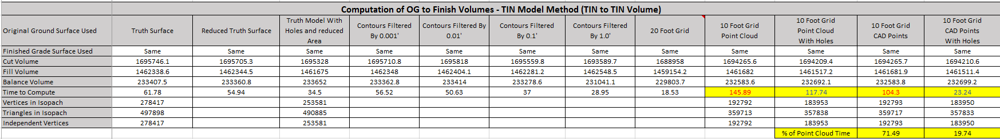 Computation of OG to Finish Volumes - TIN Model Method (TIN to TIN Volume)
Original Ground Surface Used Truth Surface Reduced Truth Surface Truth Model With Holes and reduced Area Contours Filtered By 0.001' Contours Filtered By 0.01' Contours Filtered By 0.1' Contours Filtered By 1.0' 20 Foot Grid 10 Foot Grid Point Cloud 10 Foot Grid Point Cloud With Holes 10 Foot Grid CAD Points 10 Foot Grid CAD Points With Holes
Finished Grade Surface Used Same Same Same Same Same Same Same Same Same Same Same Same
Cut Volume 1695746.1 1695705.3 1695328 1695710.8 1695818 1695559.8 1693589.7 1688958 1694265.6 1694209.4 1694265.7 1694210.6
Fill Volume 1462338.6 1462344.5 1461675 1462348 1462404.1 1462281.2 1462548.5 1459154.2 1461682 1461517.2 1461681.9 1461511.4
Balance Volume 233407.5 233360.8 233652 233362.8 233414 233278.6 231041.1 229803.7 232583.6 232692.1 232583.8 232699.2
Time to Compute 61.78 54.94 34.5 56.52 50.63 37 28.95 18.53 145.89 117.74 104.3 23.24
Vertices in Isopach 278417 253581 192792 183953 192793 183950
Triangles in Isopach 497898 490885 359713 357838 359717 357833
Independent Vertices 278417 253581 192792 183953 192793 183950
% of Point Cloud Time 71.49 19.74